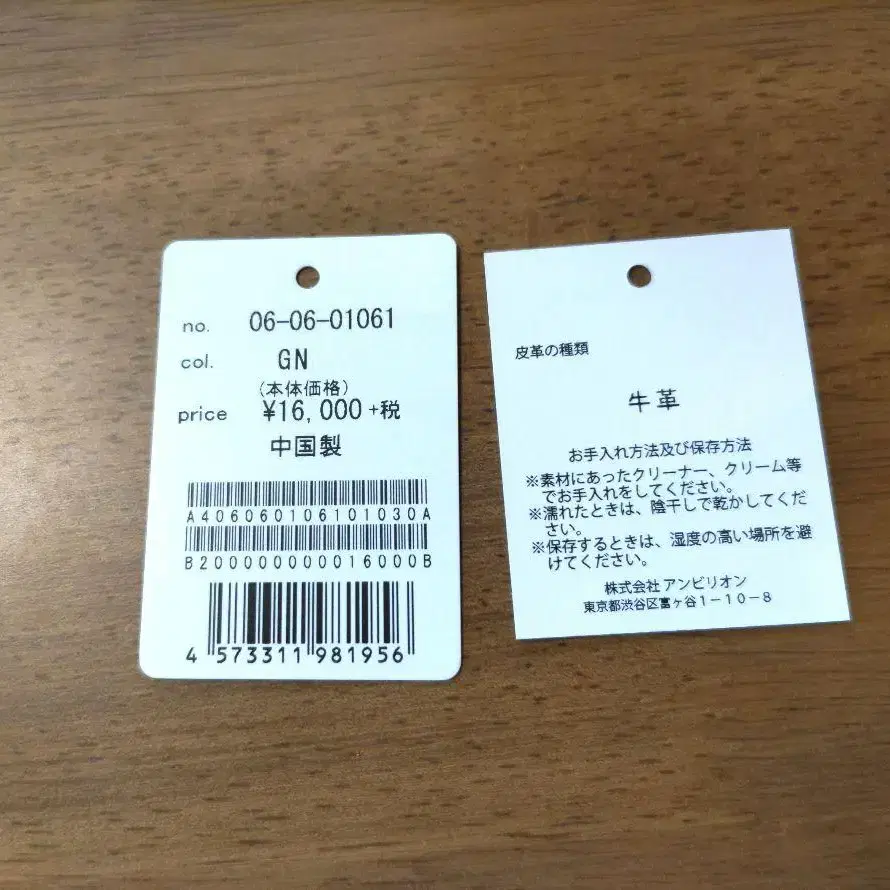 no. 06-06-01061
col. GN
(本体価格)
price ¥16,000 +税
中国製
A406060106101030A
B200000000016000B
4 573311 981956
皮革の種類
牛革
お手入れ方法及び保存方法
※素材にあったクリーナー、クリーム等
でお手入れをしてください。
※濡れたときは、陰干しで乾かしてくだ
さい。
※保存するときは、湿度の高い場所を避
けてください。
株式会社 アンビリオン
東京都渋谷区富ヶ谷1-10-8